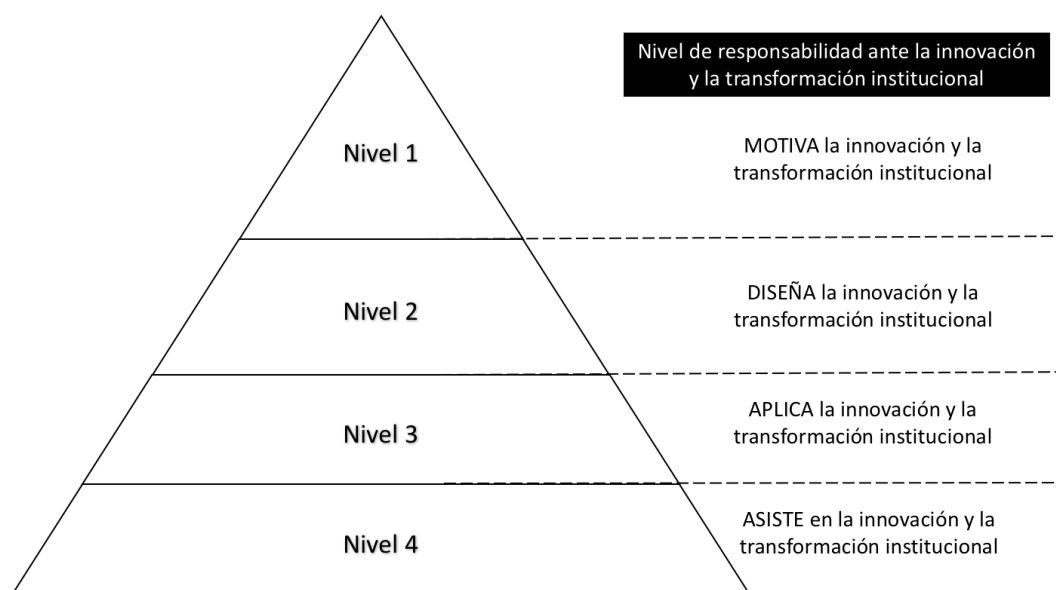 Nivel de responsabilidad ante la innovación
y la transformación institucional
Nivel 1
MOTIVA la innovación y la
transformación institucional
Nivel 2
DISEÑA la innovación y la
transformación institucional
Nivel 3
APLICA la innovación y la
transformación institucional
Nivel 4
ASISTE en la innovación y la
transformación institucional